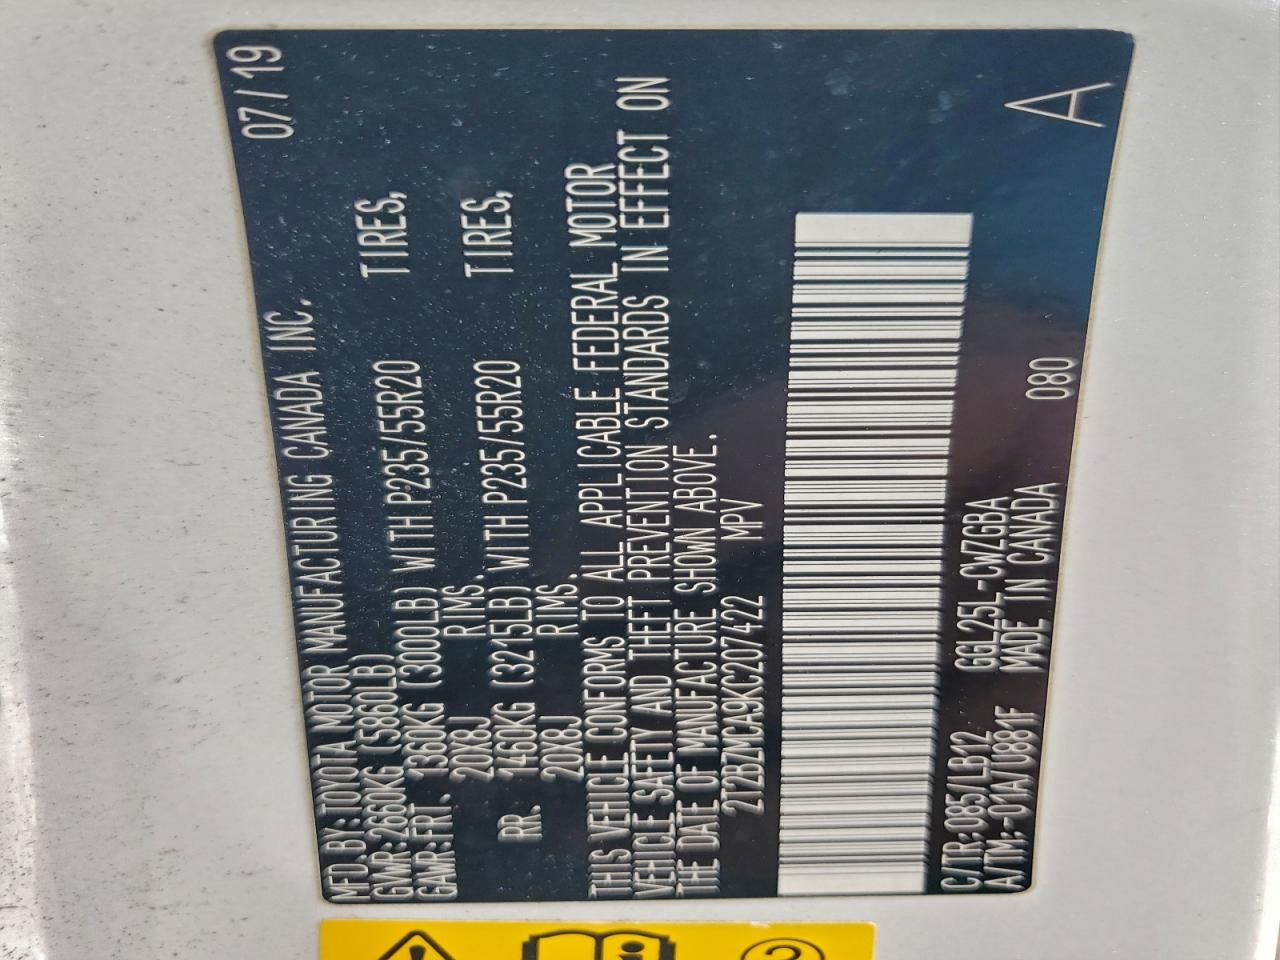 07/19
MFD.BY:TOYOTA MOTOR MANUFACTURING CANADA INC.
GVWR:2660KG (5860LB)
GAWR:FRT. 1360KG (3000LB) WITH P235/55R20 TIRES,
20X8J RIMS.
RR. 1460KG (3215LB) WITH P235/55R20 TIRES,
20X8J RIMS.
THIS VEHICLE CONFORMS TO ALL APPLICABLE FEDERAL MOTOR
VEHICLE SAFETY AND THEFT PREVENTION STANDARDS IN EFFECT ON
THE DATE OF MANUFACTURE SHOWN ABOVE.
2T2BZMCA9KC207422 MPV
C/TR:085/LB12 GGL25L-CWZGBA
A/TM:-01A/U881F MADE IN CANADA 080 A